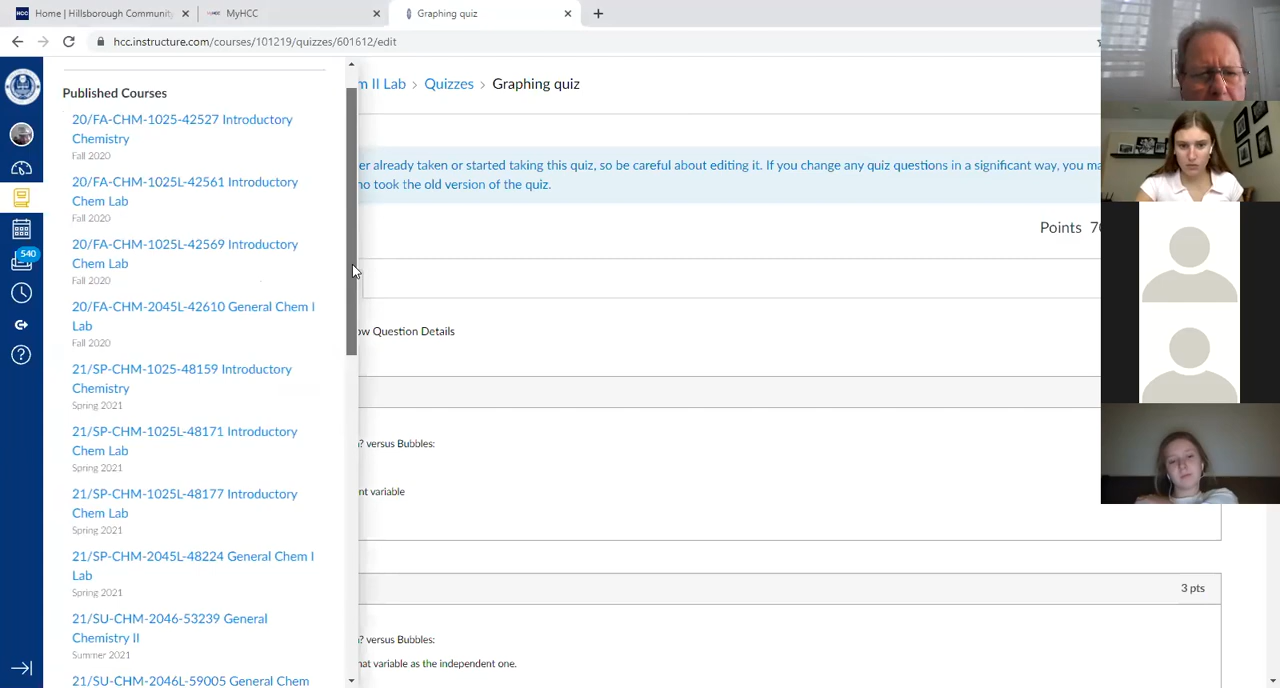 Home | Hillsborough Community
MyHCC
Graphing quiz
hcc.instructure.com/courses/101219/quizzes/601612/edit
m II Lab > Quizzes > Graphing quiz
Published Courses
20/FA-CHM-1025-42527 Introductory
Chemistry
Fall 2020
20/FA-CHM-1025L-42561 Introductory
Chem Lab
Fall 2020
20/FA-CHM-1025L-42569 Introductory
Chem Lab
Fall 2020
20/FA-CHM-2045L-42610 General Chem I
Lab
Fall 2020
21/SP-CHM-1025-48159 Introductory
Chemistry
Spring 2021
21/SP-CHM-1025L-48171 Introductory
Chem Lab
Spring 2021
21/SP-CHM-1025L-48177 Introductory
Chem Lab
Spring 2021
21/SP-CHM-2045L-48224 General Chem I
Lab
Spring 2021
21/SU-CHM-2046-53239 General
Chemistry II
Summer 2021
21/SU-CHM-2046L-59005 General Chem
540
er already taken or started taking this quiz, so be careful about editing it. If you change any quiz questions in a significant way, you ma
no took the old version of the quiz.
Points 70
ow Question Details
? versus Bubbles:
nt variable
3 pts
? versus Bubbles:
hat variable as the independent one.